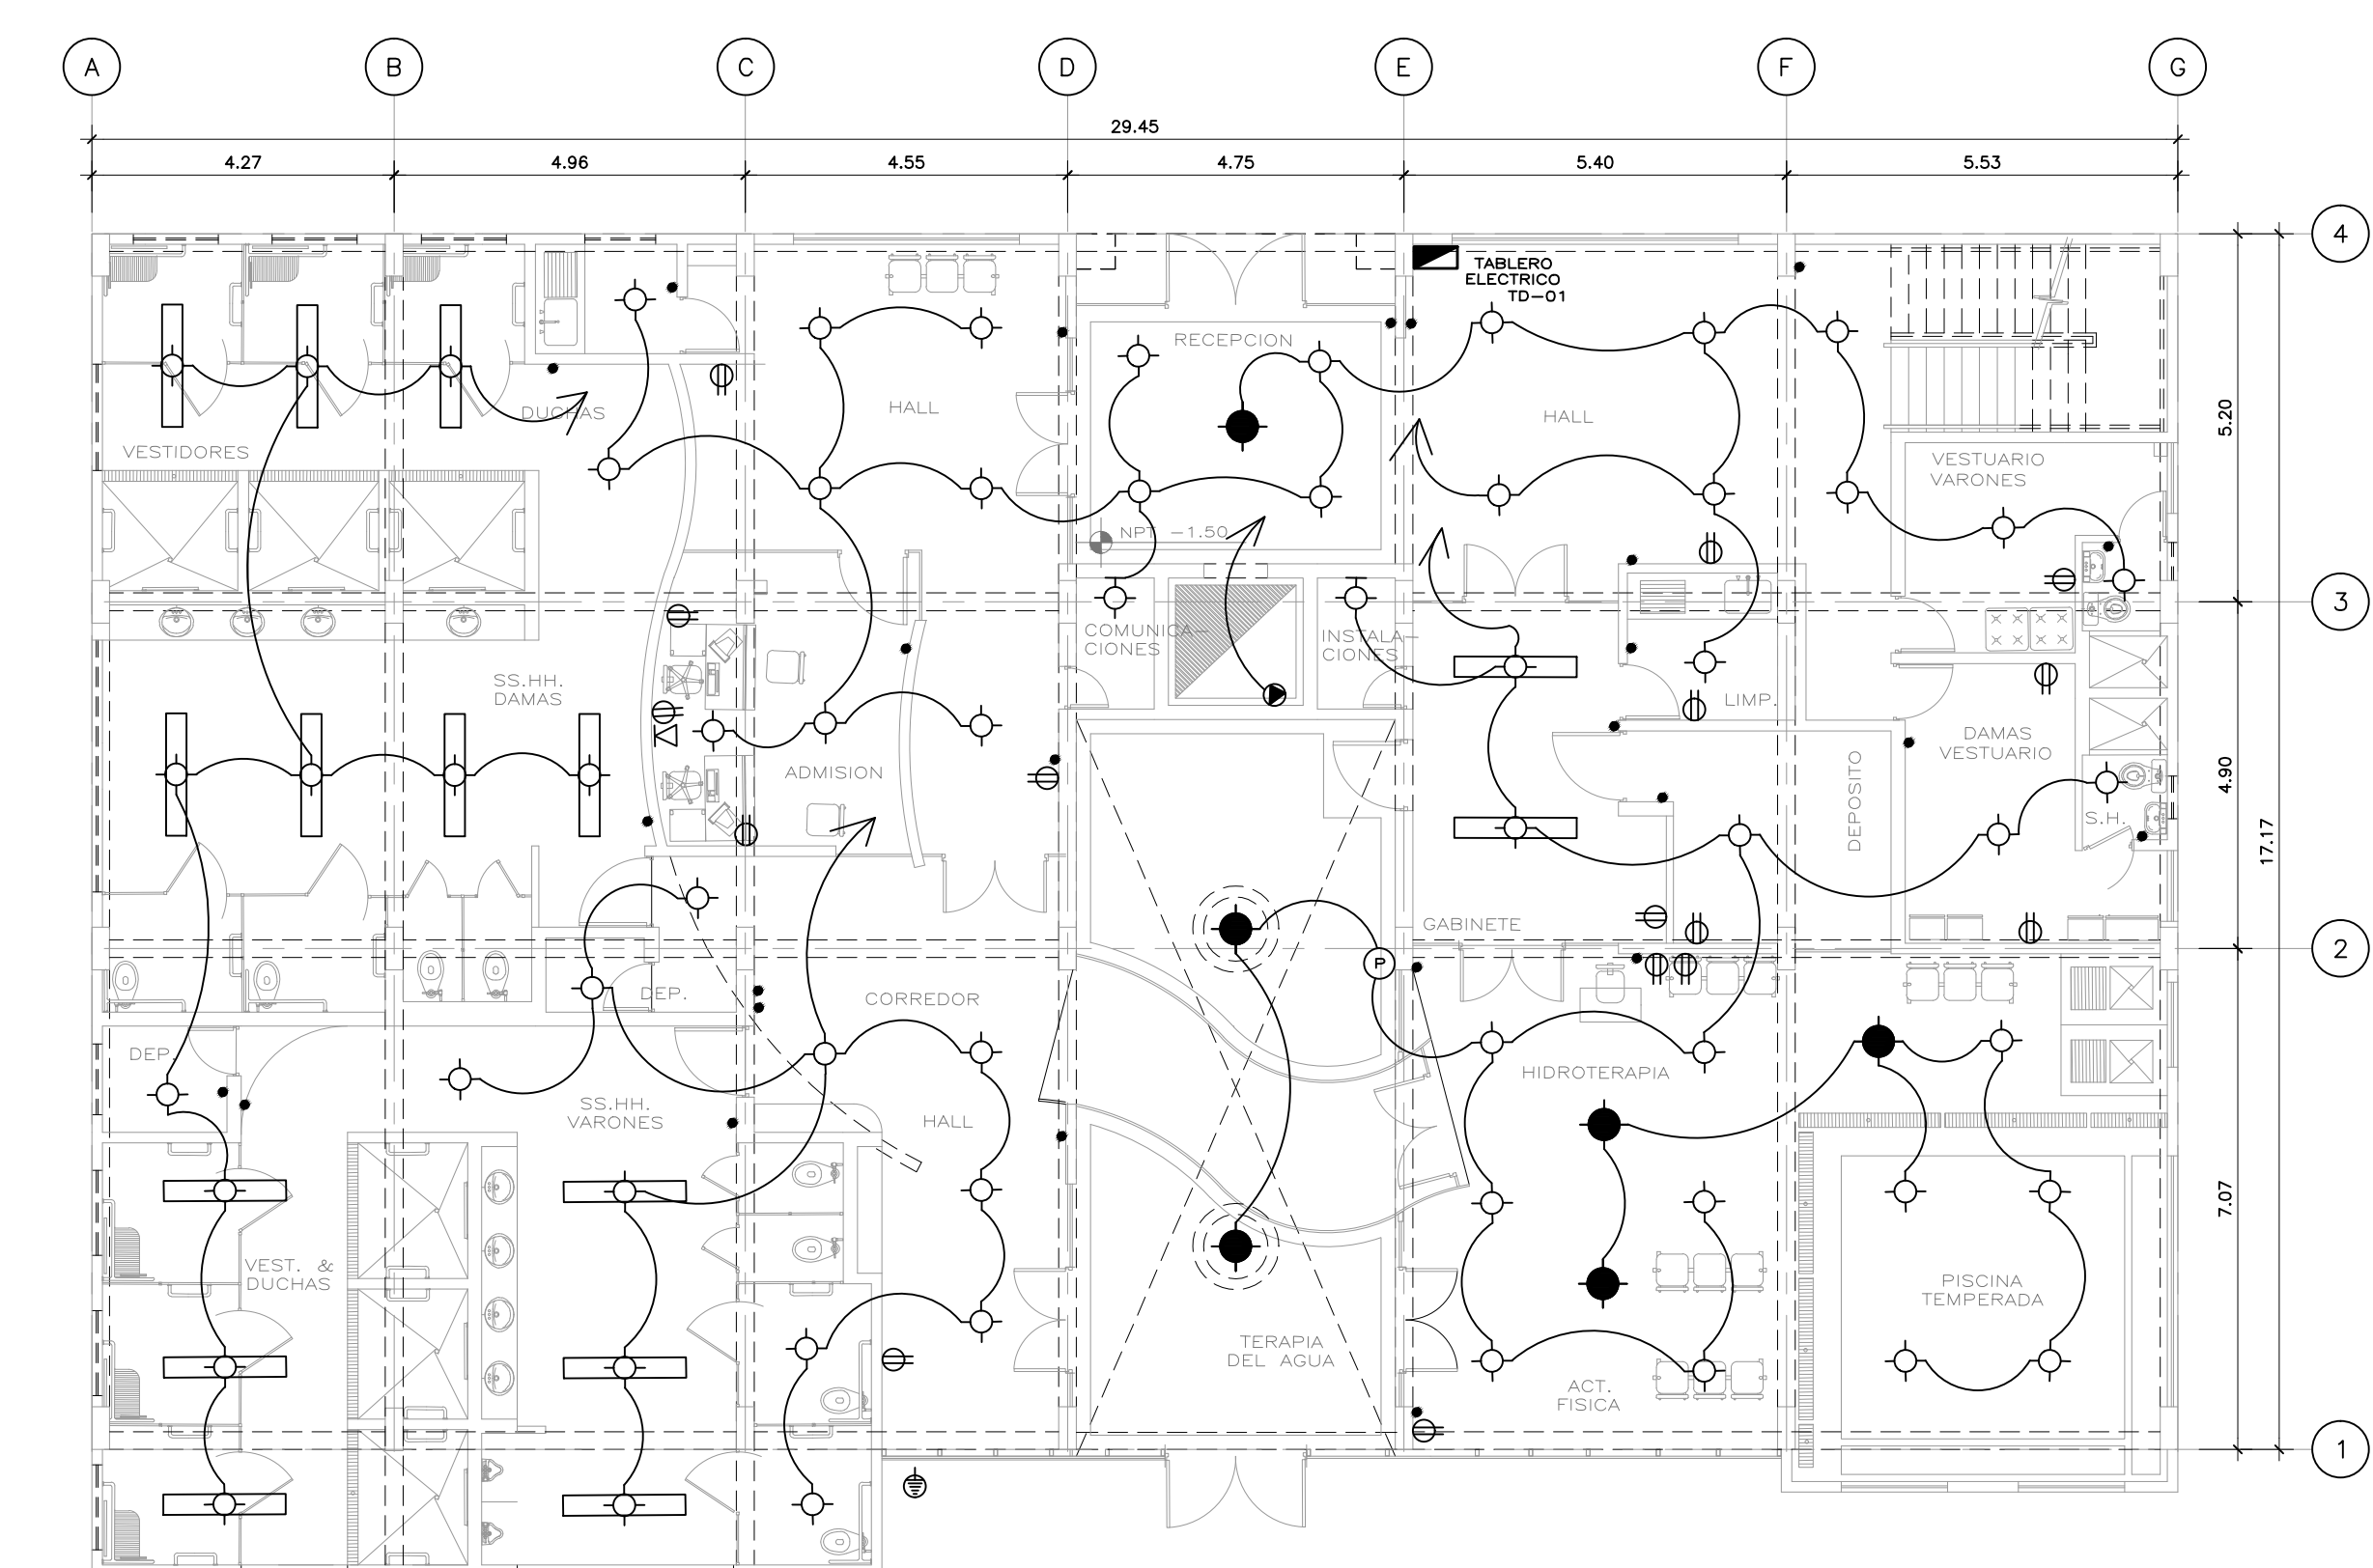 A
B
C
D
E
F
G
29.45
4.27
4.96
4.55
4.75
5.40
5.53
4
TABLERO
ELECTRICO
TD-01
RECEPCION
HALL
HALL
DUCHAS
VESTIDORES
5.20
VESTUARIO
VARONES
NPT -1.50
3
COMUNICA-
CIONES
INSTALA-
CIONES
SS.HH.
DAMAS
LIMP.
DAMAS
VESTUARIO
ADMISION
DEPOSITO
4.90
S.H.
17.17
GABINETE
2
DEP.
CORREDOR
P
DEP.
HIDROTERAPIA
SS.HH.
VARONES
HALL
7.07
VEST. &
DUCHAS
PISCINA
TEMPERADA
TERAPIA
DEL AGUA
ACT.
FISICA
1